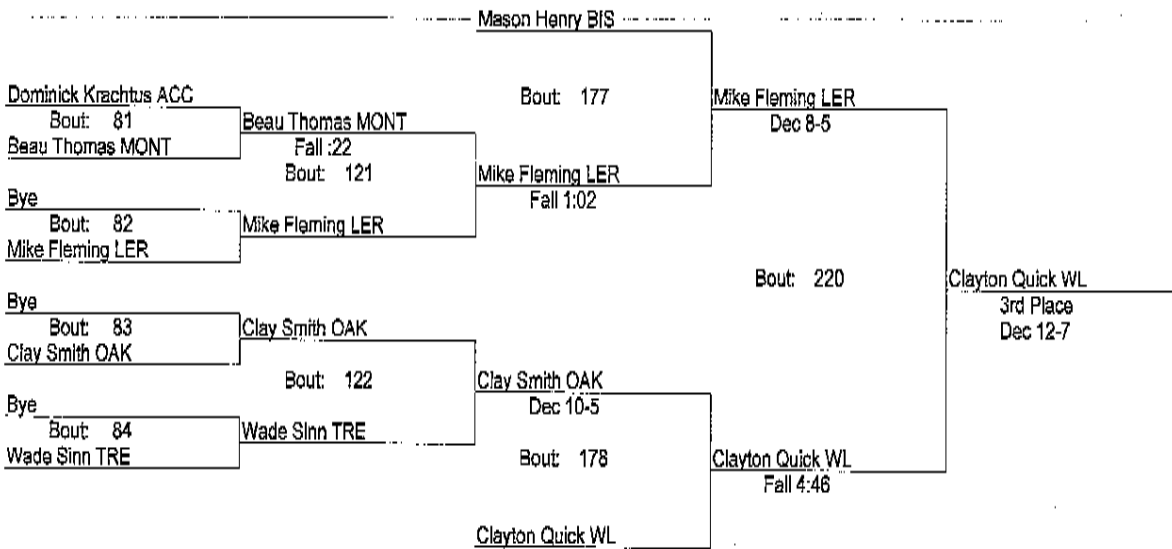 Mason Henry BIS
Dominick Krachtus ACC
Bout: 81
Beau Thomas MONT
Beau Thomas MONT
Fall :22
Bout: 121
Bye
Bout: 82
Mike Fleming LER
Mike Fleming LER
Bout: 177
Mike Fleming LER
Fall 1:02
Mike Fleming LER
Dec 8-5
Bye
Bout: 83
Clay Smith OAK
Clay Smith OAK
Bout: 122
Bye
Bout: 84
Wade Sinn TRE
Wade Sinn TRE
Clay Smith OAK
Dec 10-5
Bout: 178
Clayton Quick WL
Clayton Quick WL
Fall 4:46
Bout: 220
Clayton Quick WL
3rd Place
Dec 12-7